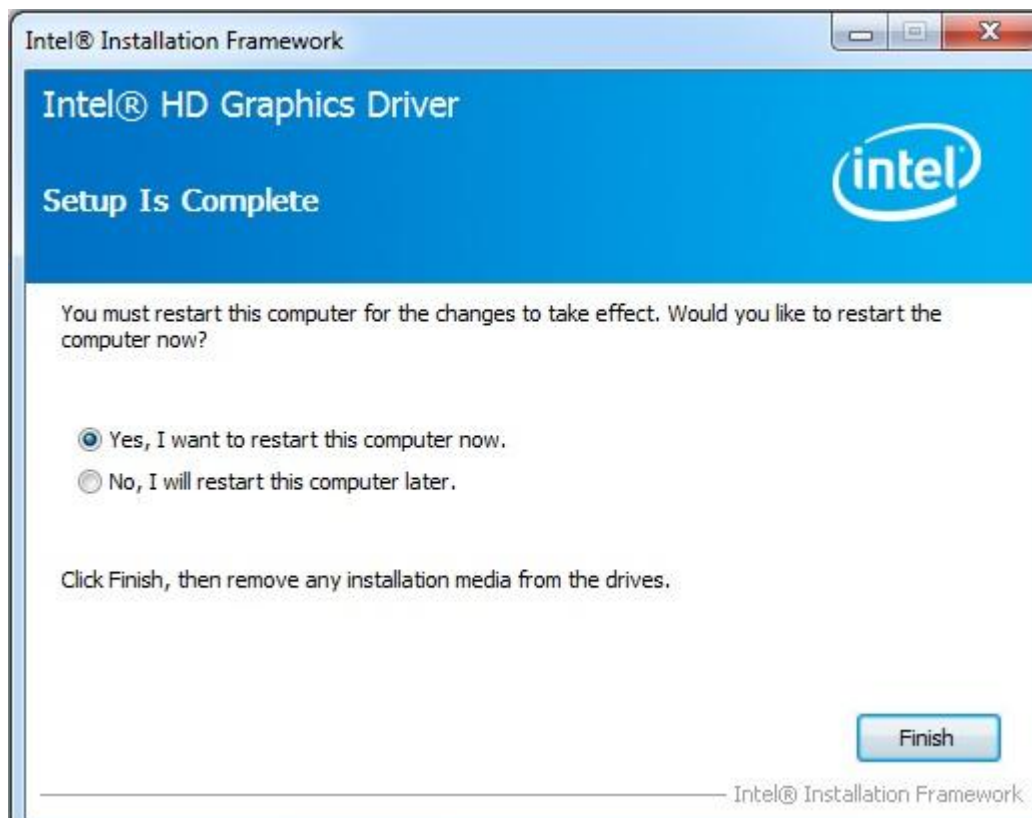 Intel® Installation Framework
Intel® HD Graphics Driver
intel
Setup Is Complete
You must restart this computer for the changes to take effect. Would you like to restart the
computer now?
Yes, I want to restart this computer now.
No, I will restart this computer later.
Click Finish, then remove any installation media from the drives.
Finish
Intel® Installation Framework